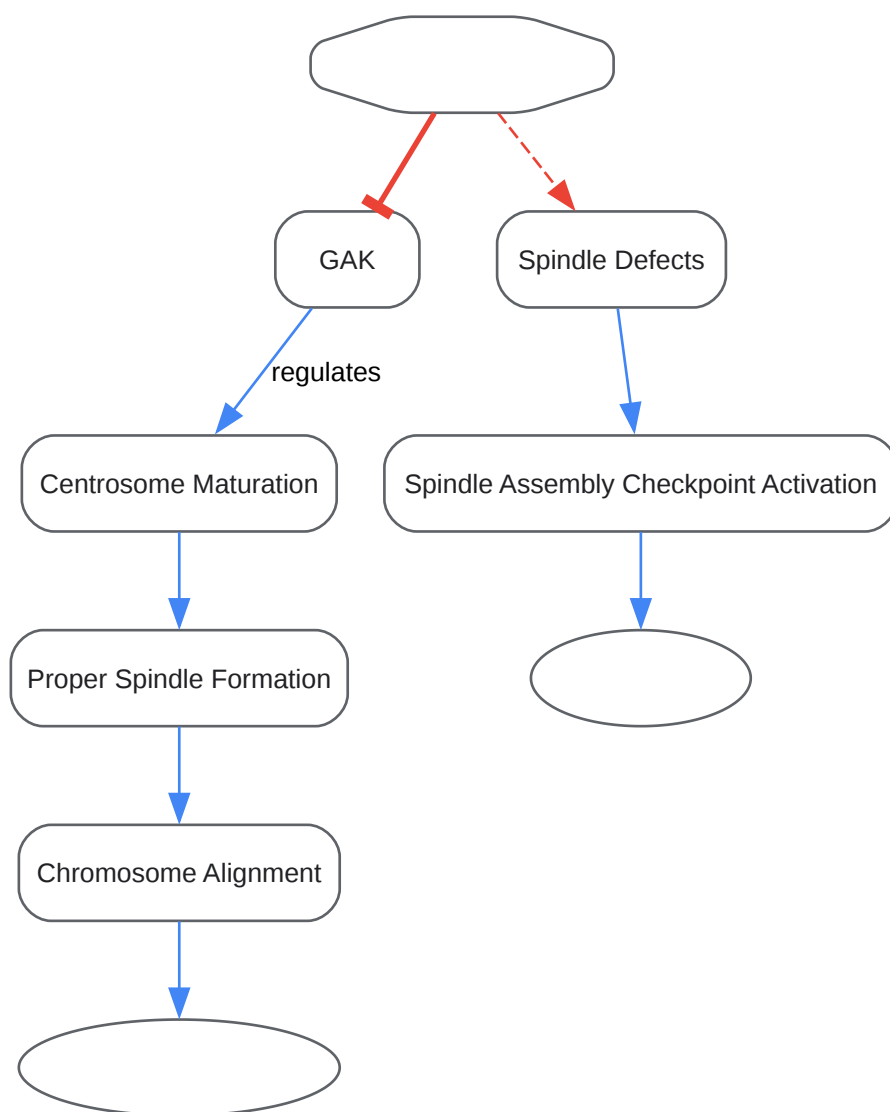 GAK
Spindle Defects
regulates
Centrosome Maturation
Spindle Assembly Checkpoint Activation
Proper Spindle Formation
Chromosome Alignment